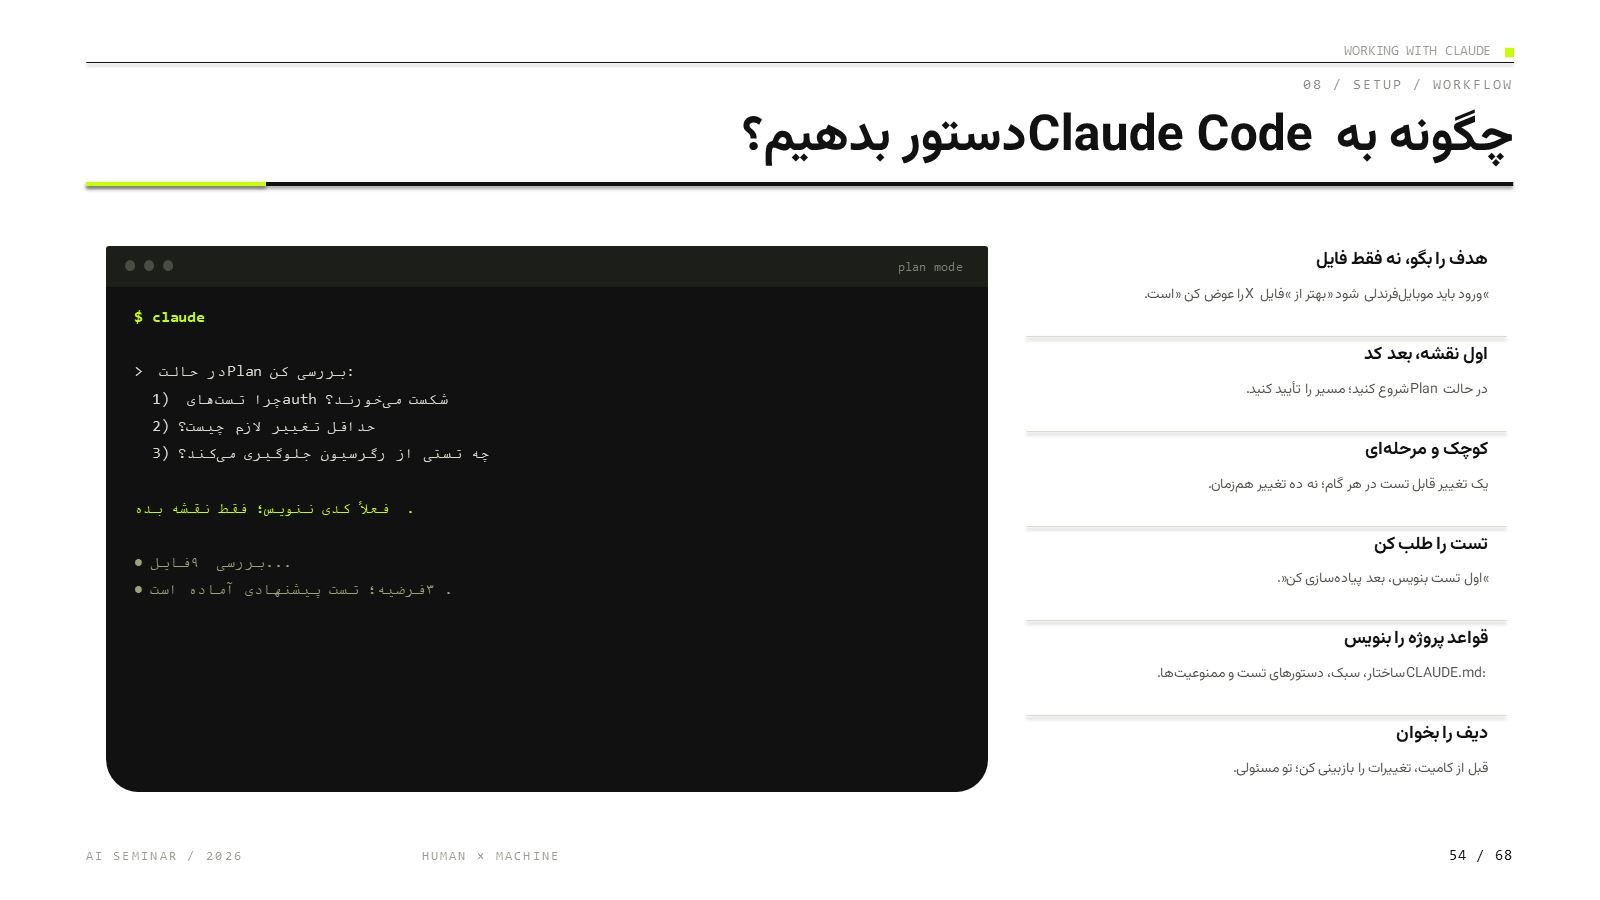 WORKING WITH CLAUDE
08 / SETUP / WORKFLOW
چگونه به Claude Code دستور بدهیم؟
هدف را بگو، نه فقط فایل
«ورود باید موبایل‌فرندلی شود» بهتر از «فایل X را عوض کن» است.
اول نقشه، بعد کد
در حالت Plan شروع کنید؛ مسیر را تأیید کنید.
کوچک و مرحله‌ای
یک تغییر قابل تست در هر گام؛ نه ده تغییر هم‌زمان.
تست را طلب کن
«اول تست بنویس، بعد پیاده‌سازی کن».
قواعد پروژه را بنویس
CLAUDE.md: ساختار، سبک، دستورهای تست و ممنوعیت‌ها.
دیف را بخوان
قبل از کامیت، تغییرات را بازبینی کن؛ تو مسئولی.
plan mode
$ claude
> در حالت Plan بررسی کن:
1) چرا تست‌های auth شکست می‌خورند؟
2) حداقل تغییر لازم چیست؟
3) چه تستی از رگرسیون جلوگیری می‌کند؟
فعلاً کدی ننویس؛ فقط نقشه بده.
● بررسی ۹ فایل...
● ۳ فرضیه؛ تست پیشنهادی آماده است.
AI SEMINAR / 2026
HUMAN × MACHINE
54 / 68